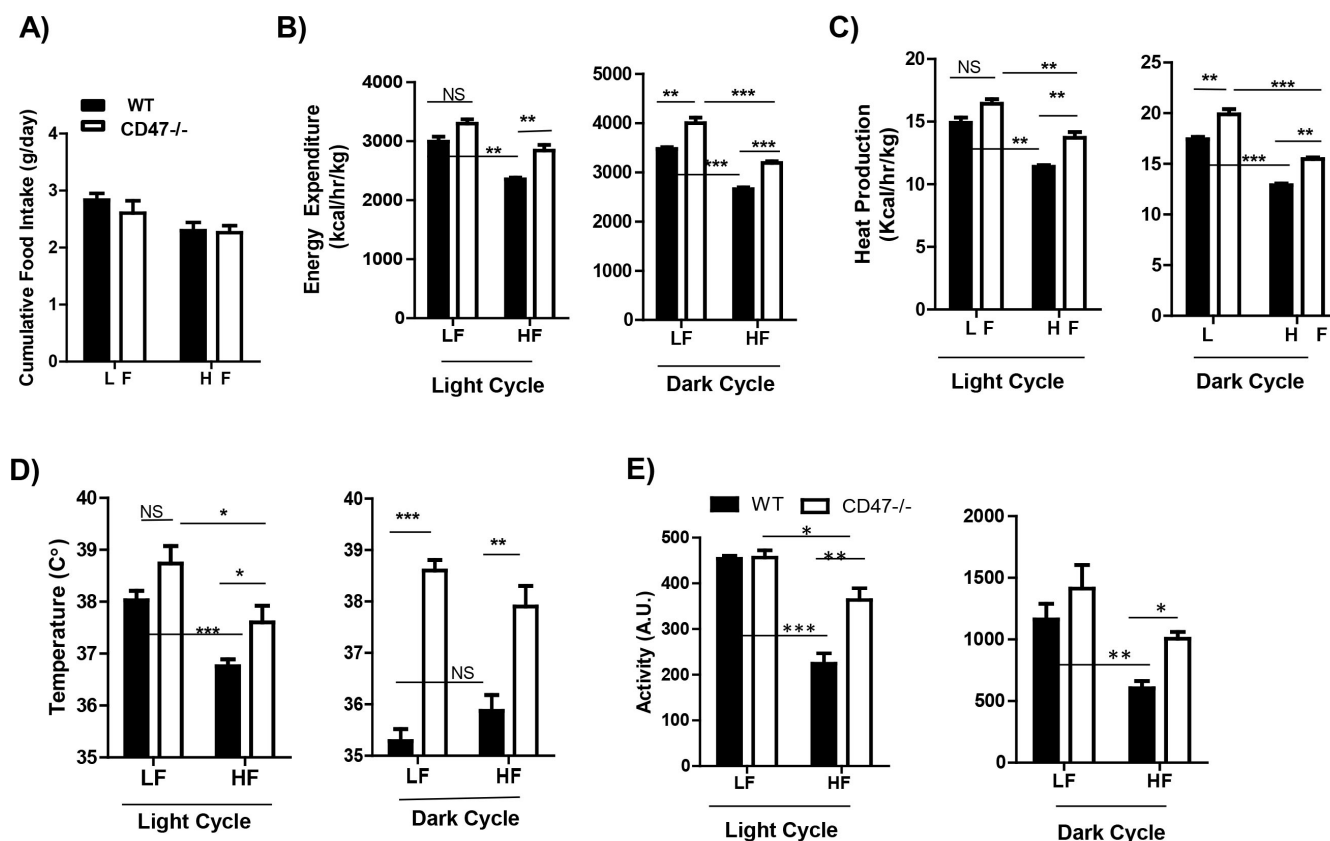 A)
WT
CD47-/-
Cumulative Food Intake (g/day)
4
3
2
1
0
L F
H F
B)
Energy Expenditure
(kcal/hr/kg)
4000
3000
2000
1000
0
NS
**
**
LF
HF
Light Cycle
5000
4000
3000
2000
1000
0
**
***
***
***
LF
HF
Dark Cycle
C)
Heat Production
(Kcal/hr/kg)
20
15
10
5
0
NS
**
**
**
L F
H F
Light Cycle
25
20
15
10
5
0
**
***
**
***
L
H F
Dark Cycle
D)
Temperature (C°)
40
39
38
37
36
35
NS
*
*
***
LF
HF
Light Cycle
40
39
38
37
36
35
***
**
NS
LF
HF
Dark Cycle
E)
WT
CD47-/-
Activity (A.U.)
500
400
300
200
100
0
*
**
***
LF
HF
Light Cycle
2000
1500
1000
500
0
*
**
LF
HF
Dark Cycle